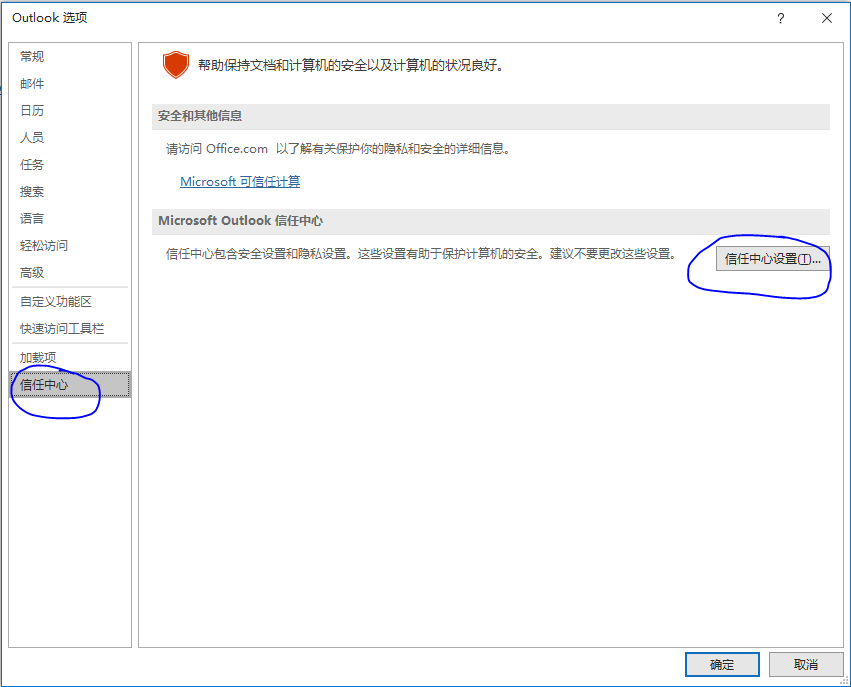 Outlook 选项
?
常规
邮件
日历
人员
任务
搜索
语言
轻松访问
高级
自定义功能区
快速访问工具栏
加载项
信任中心
帮助保持文档和计算机的安全以及计算机的状况良好。
安全和其他信息
请访问 Office.com 以了解有关保护你的隐私和安全的详细信息。
Microsoft 可信任计算
Microsoft Outlook 信任中心
信任中心包含安全设置和隐私设置。这些设置有助于保护计算机的安全。建议不要更改这些设置。
信任中心设置(T)...
确定
取消